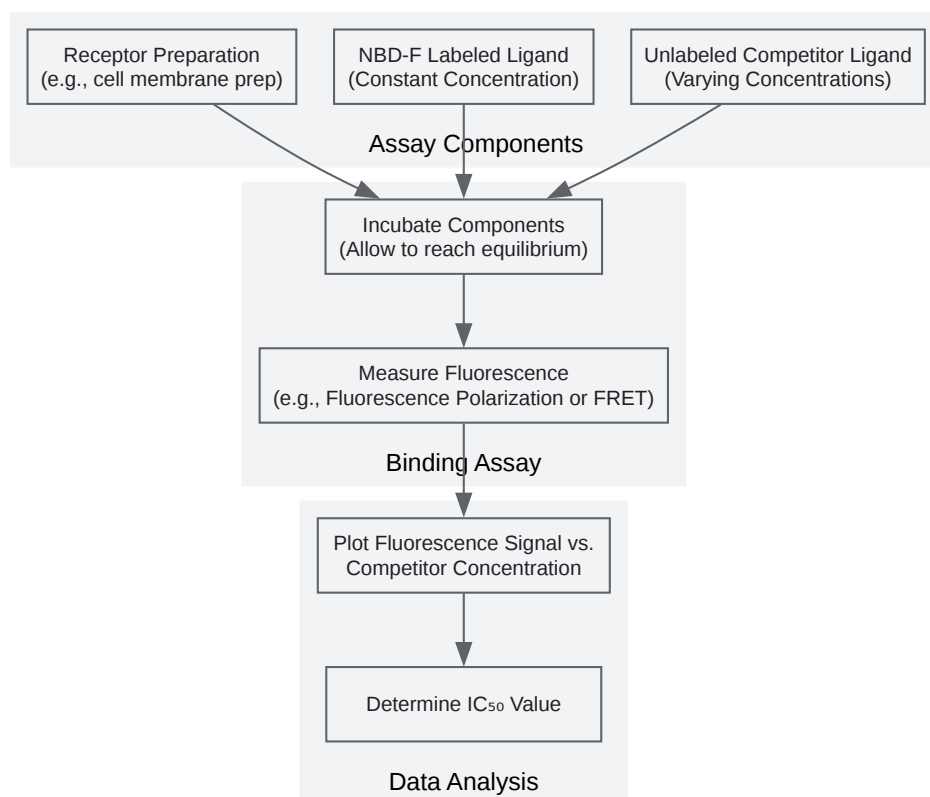 Receptor Preparation
(e.g., cell membrane prep)
NBD-F Labeled Ligand
(Constant Concentration)
Unlabeled Competitor Ligand
(Varying Concentrations)
Assay Components
Incubate Components
(Allow to reach equilibrium)
Measure Fluorescence
(e.g., Fluorescence Polarization or FRET)
Binding Assay
Plot Fluorescence Signal vs.
Competitor Concentration
Determine IC₅₀ Value
Data Analysis